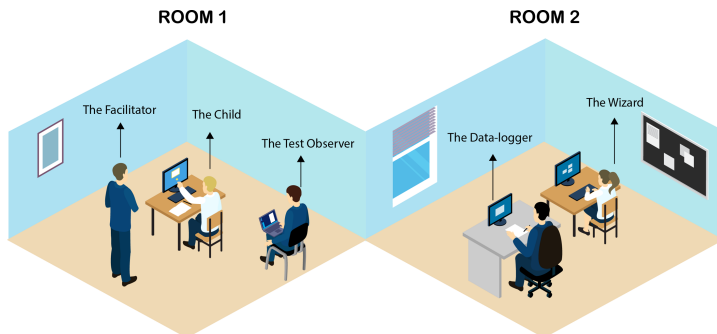 ROOM 1
ROOM 2
The Facilitator
The Child
The Test Observer
The Data-logger
The Wizard